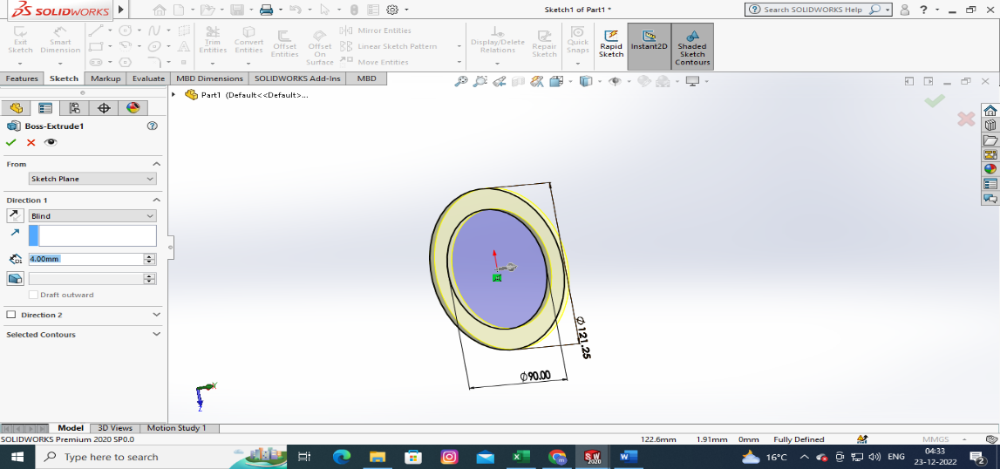 SOLIDWORKS
Sketch1 of Part1 *
Search SOLIDWORKS Help
Exit Sketch
Smart Dimension
Trim Entities
Convert Entities
Offset Entities
Offset On Surface
Mirror Entities
Linear Sketch Pattern
Move Entities
Display/Delete Relations
Repair Sketch
Quick Snaps
Rapid Sketch
Instant2D
Shaded Sketch Contours
Features Sketch Markup Evaluate MBD Dimensions SOLIDWORKS Add-Ins MBD
Part1 (Default<<Default>...
Boss-Extrude1
From
Sketch Plane
Direction 1
Blind
D1 4.00mm
Draft outward
Direction 2
Selected Contours
∅121.25
∅90.00
X
Z
Model 3D Views Motion Study 1
SOLIDWORKS Premium 2020 SP0.0
122.6mm 1.91mm 0mm Fully Defined MMGS
Type here to search
16°C ENG
04:33
23-12-2022
2